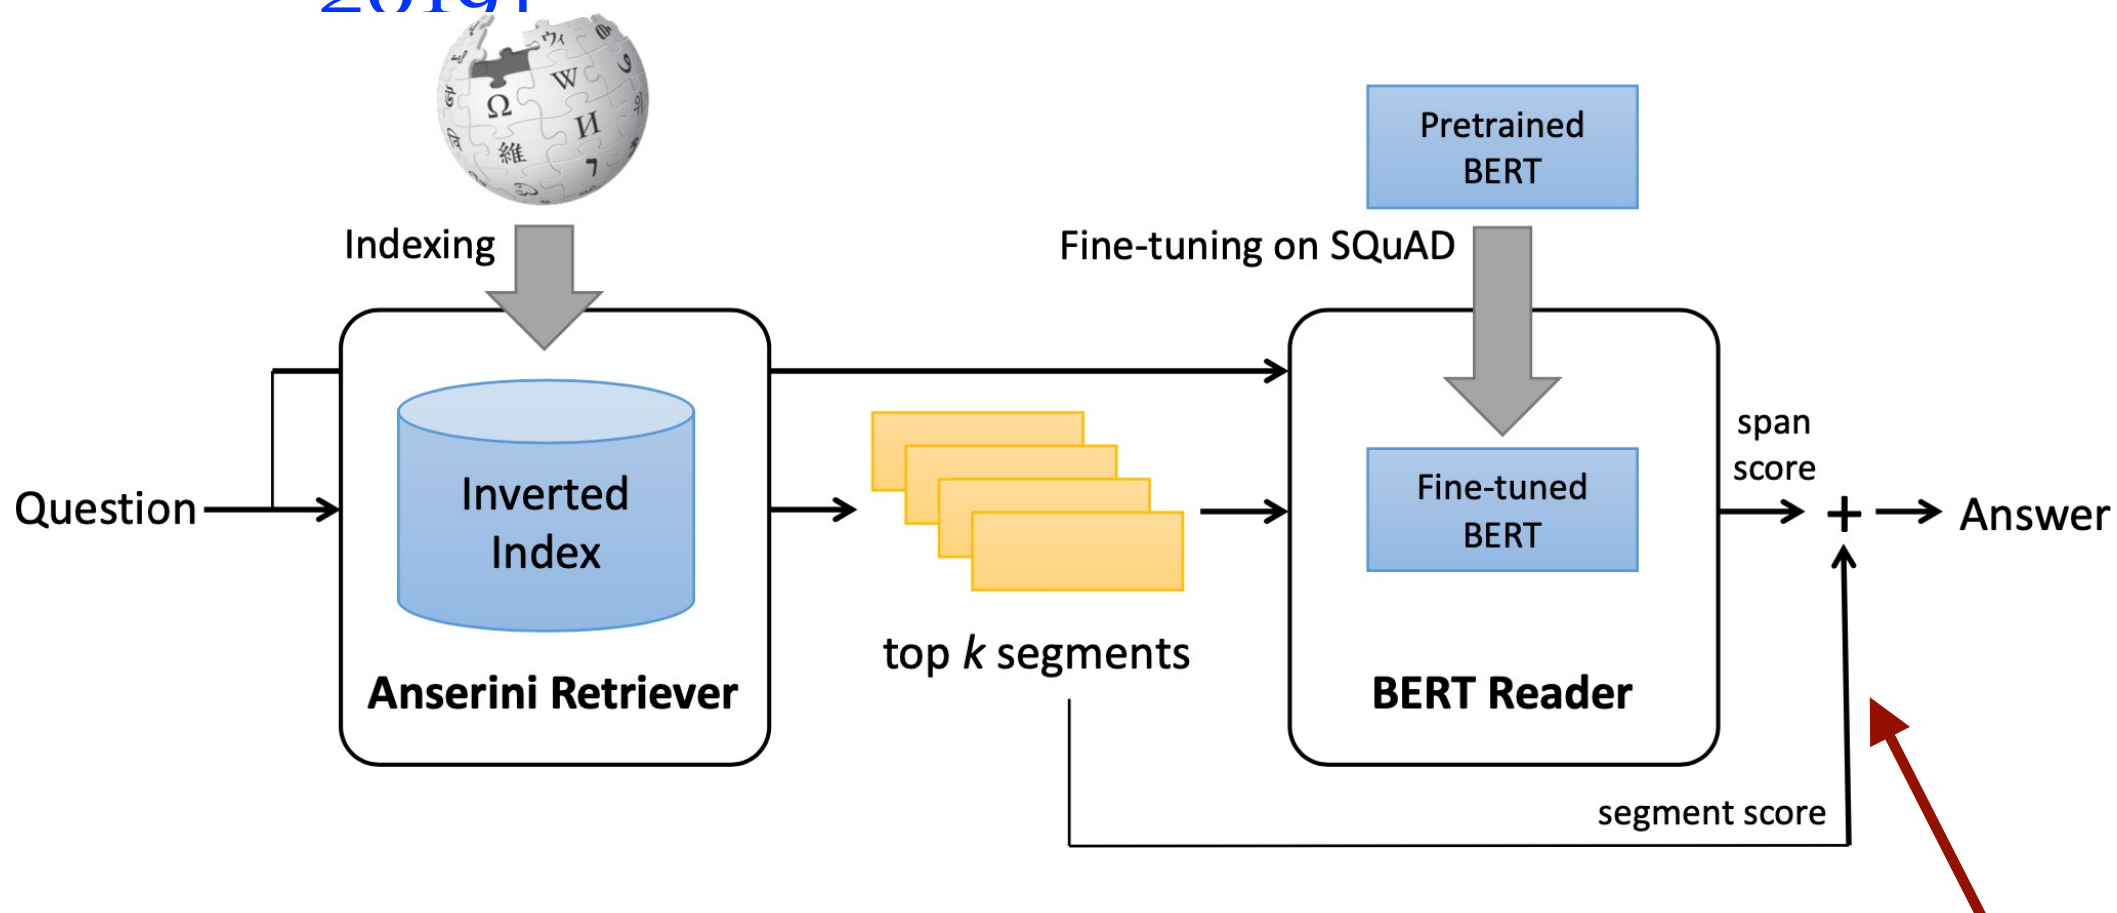 Ω W И
維
Indexing
Pretrained
BERT
Fine-tuning on SQuAD
Question
Inverted
Index
Anserini Retriever
top k segments
Fine-tuned
BERT
BERT Reader
span
score
+
Answer
segment score